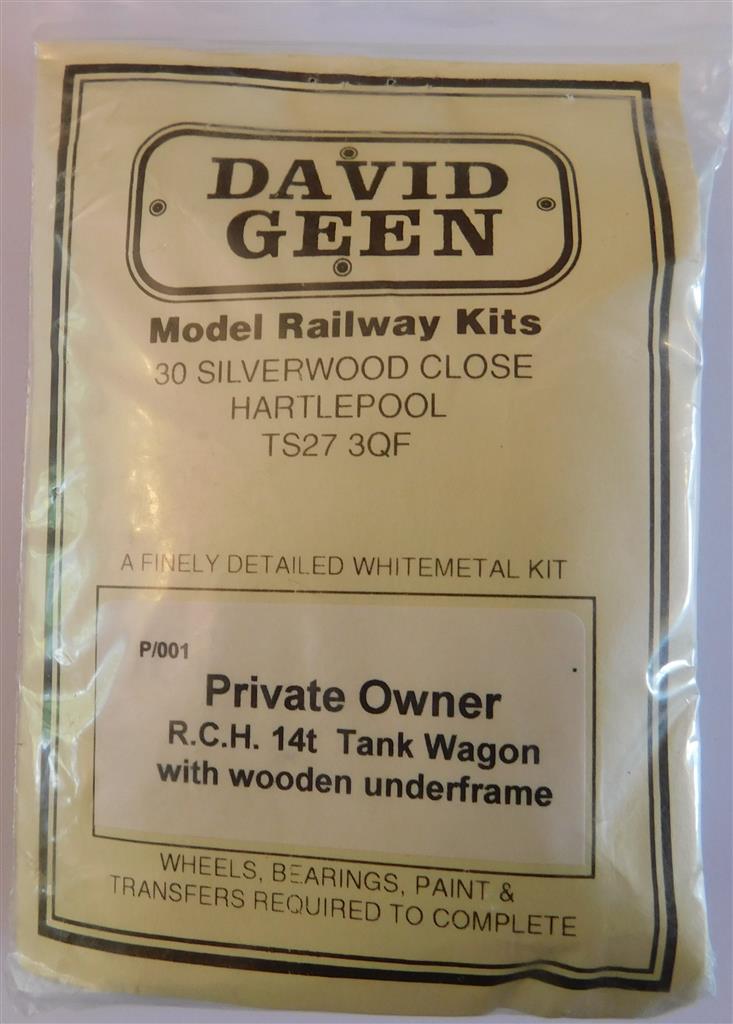 DAVID
GEEN
Model Railway Kits
30 SILVERWOOD CLOSE
HARTLEPOOL
TS27 3QF
A FINELY DETAILED WHITEMETAL KIT
P/001
Private Owner
R.C.H. 14t Tank Wagon
with wooden underframe
WHEELS, BEARINGS, PAINT &
TRANSFERS REQUIRED TO COMPLETE